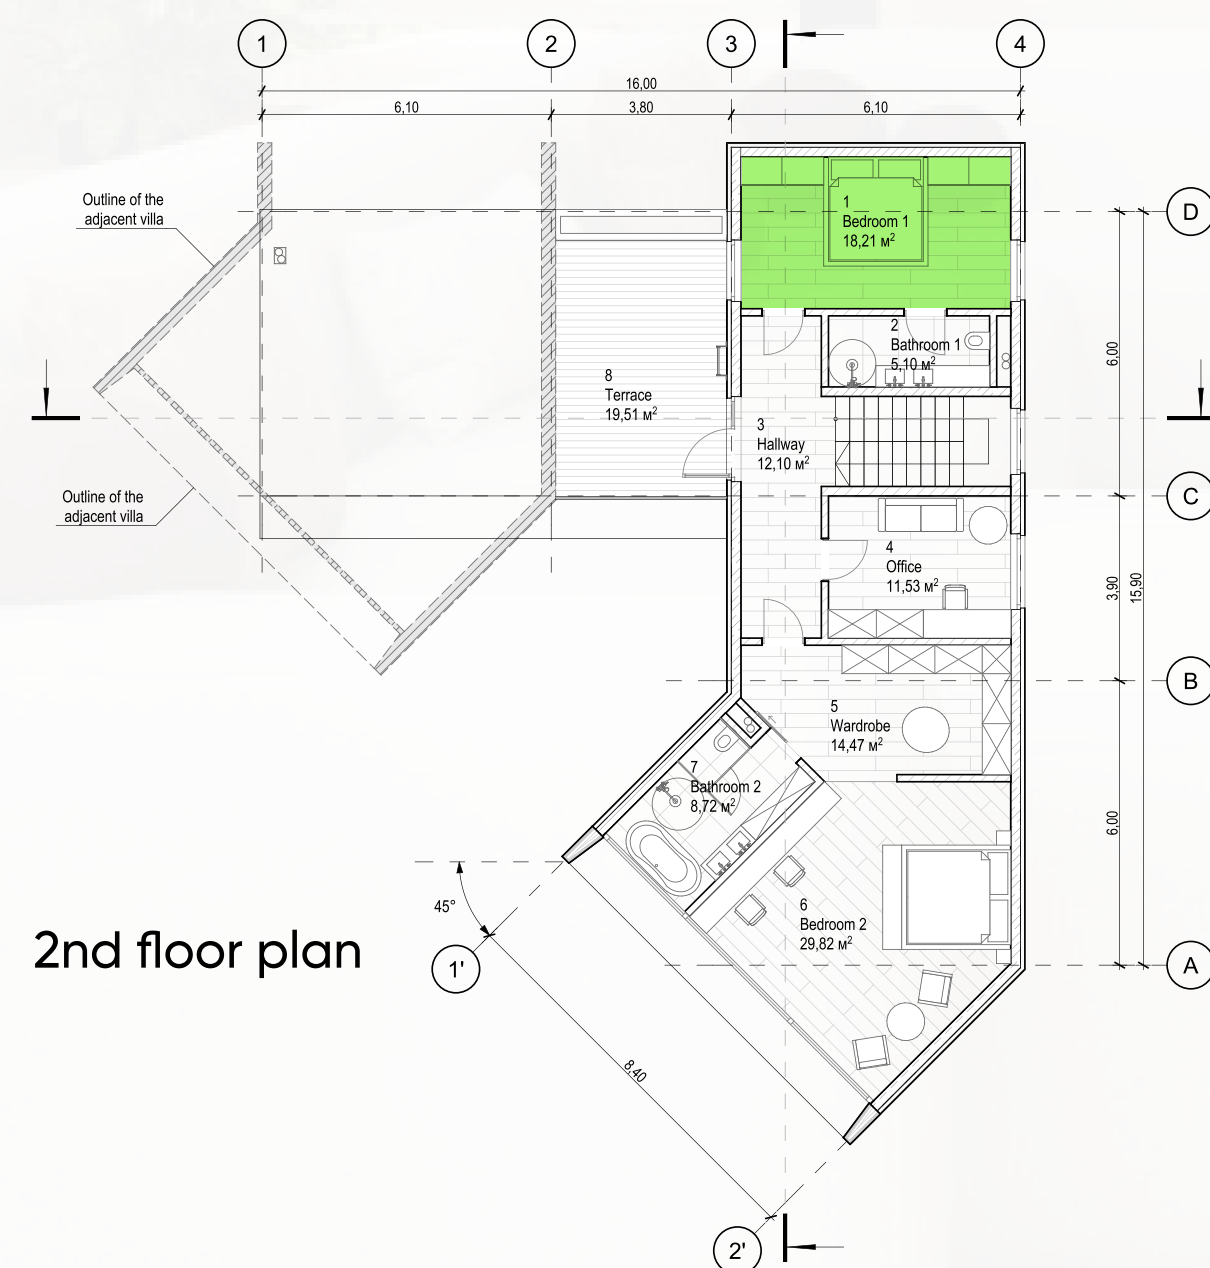 1
2
3
4
16,00
6,10
3,80
6,10
Outline of the
adjacent villa
D
1
Bedroom 1
18,21 м²
2
Bathroom 1
5,10 м²
6,00
8
Terrace
19,51 м²
3
Hallway
12,10 м²
Outline of the
adjacent villa
C
4
Office
11,53 м²
3,90
15,90
B
5
Wardrobe
14,47 м²
7
Bathroom 2
8,72 м²
6,00
45°
6
Bedroom 2
29,82 м²
2nd floor plan
1'
A
8,40
2'